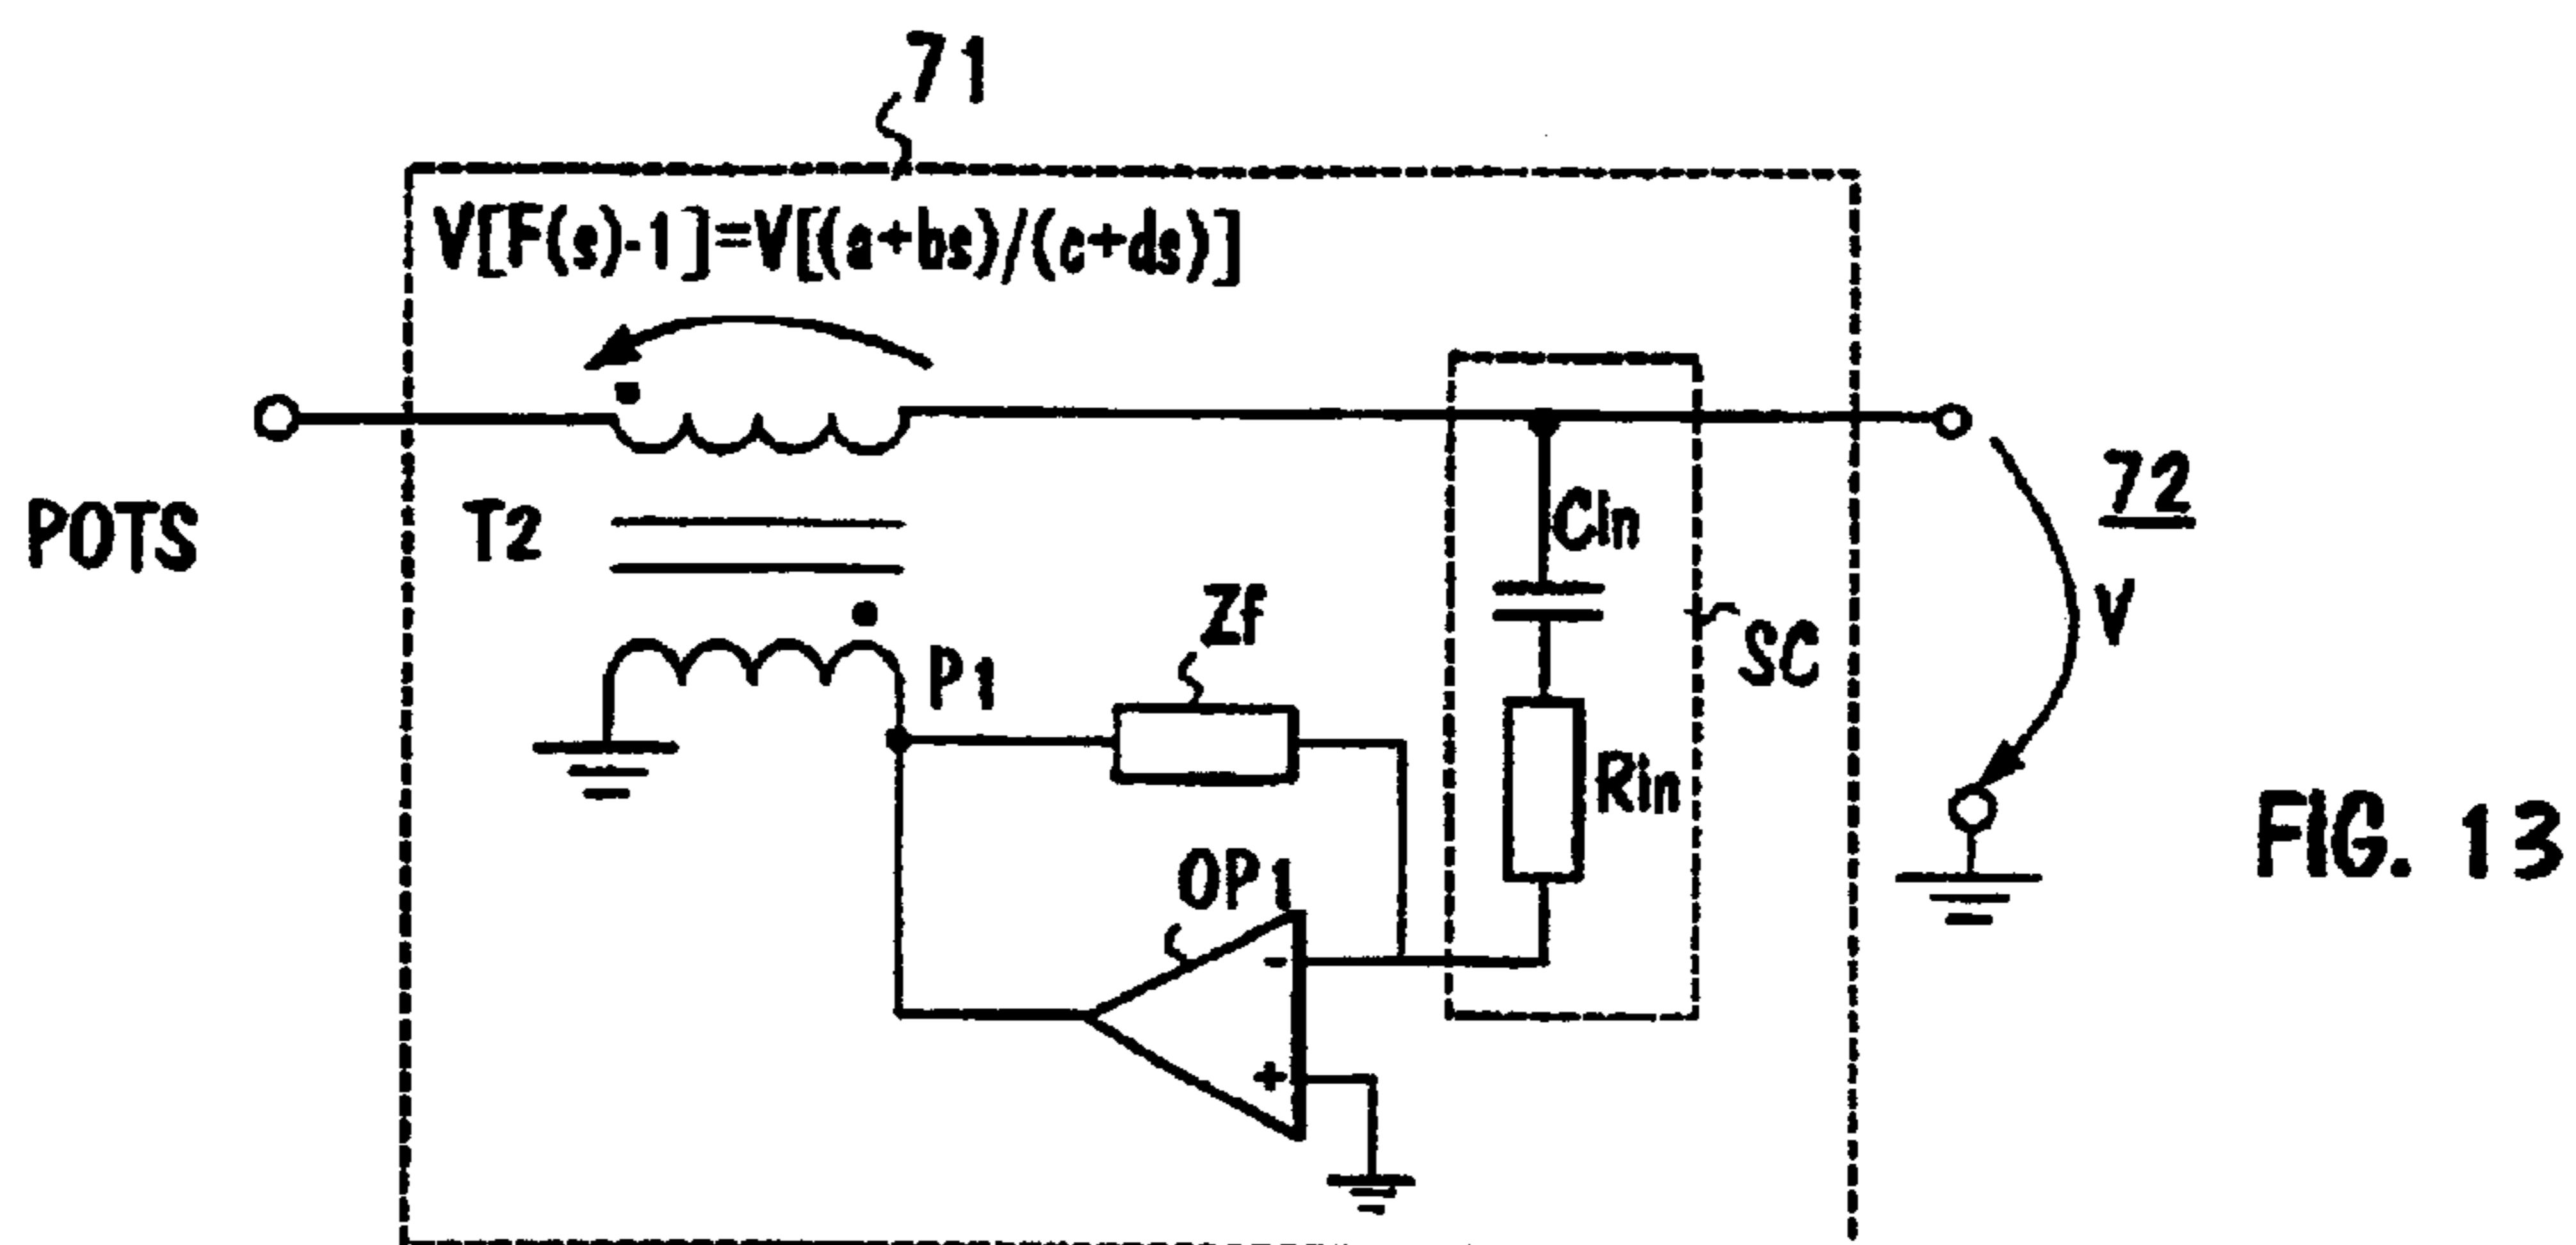 71
V[F(s)-1]=V[(a+bs)/(c+ds)]
POTS
T2
Cin
72
V
Zf
P1
SC
Rin
OP1
-
+
FIG. 13